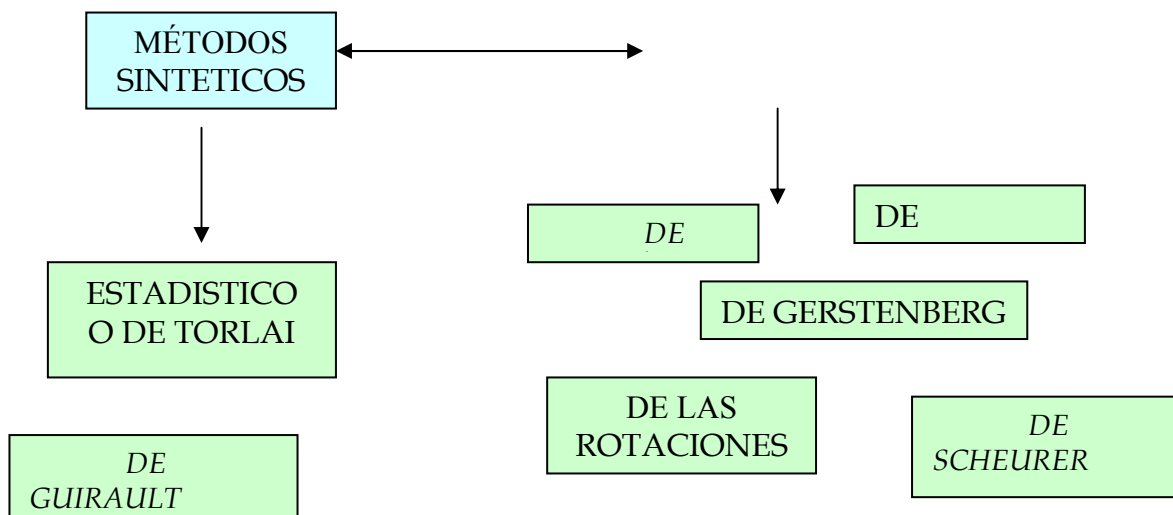 MÉTODOS
SINTETICOS
DE
DE
ESTADISTICO
O DE TORLAI
DE GERSTENBERG
DE LAS
ROTACIONES
DE
SCHEURER
DE
GUIRAULT